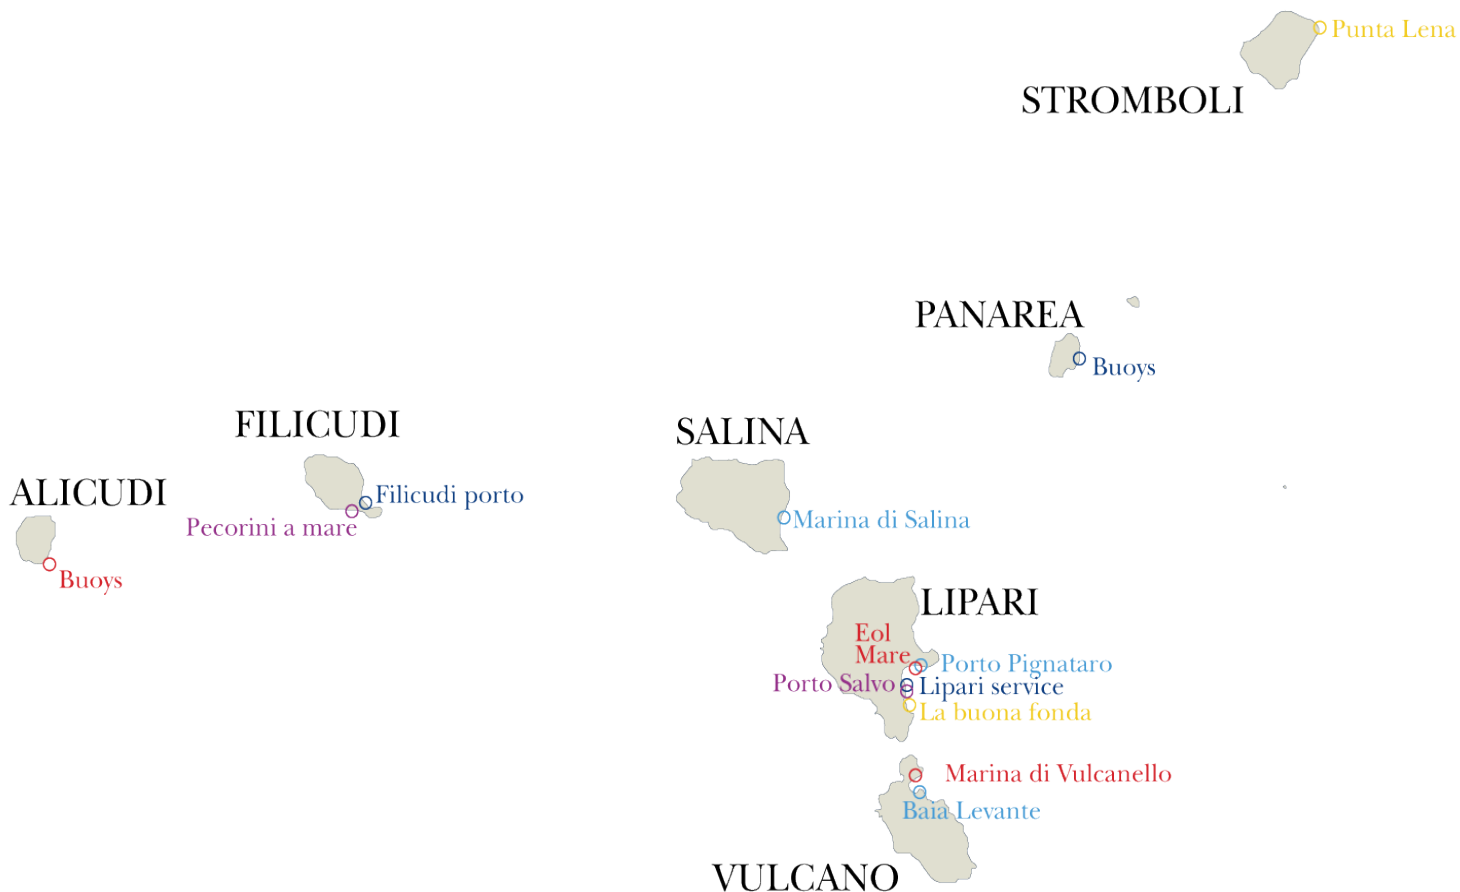 Punta Lena
STROMBOLI
PANAREA
Buoys
FILICUDI
SALINA
ALICUDI
Filicudi porto
Pecorini a mare
Marina di Salina
Buoys
LIPARI
Eol
Mare
Porto Pignataro
Porto Salvo
Lipari service
La buona fonda
Marina di Vulcanello
Baia Levante
VULCANO